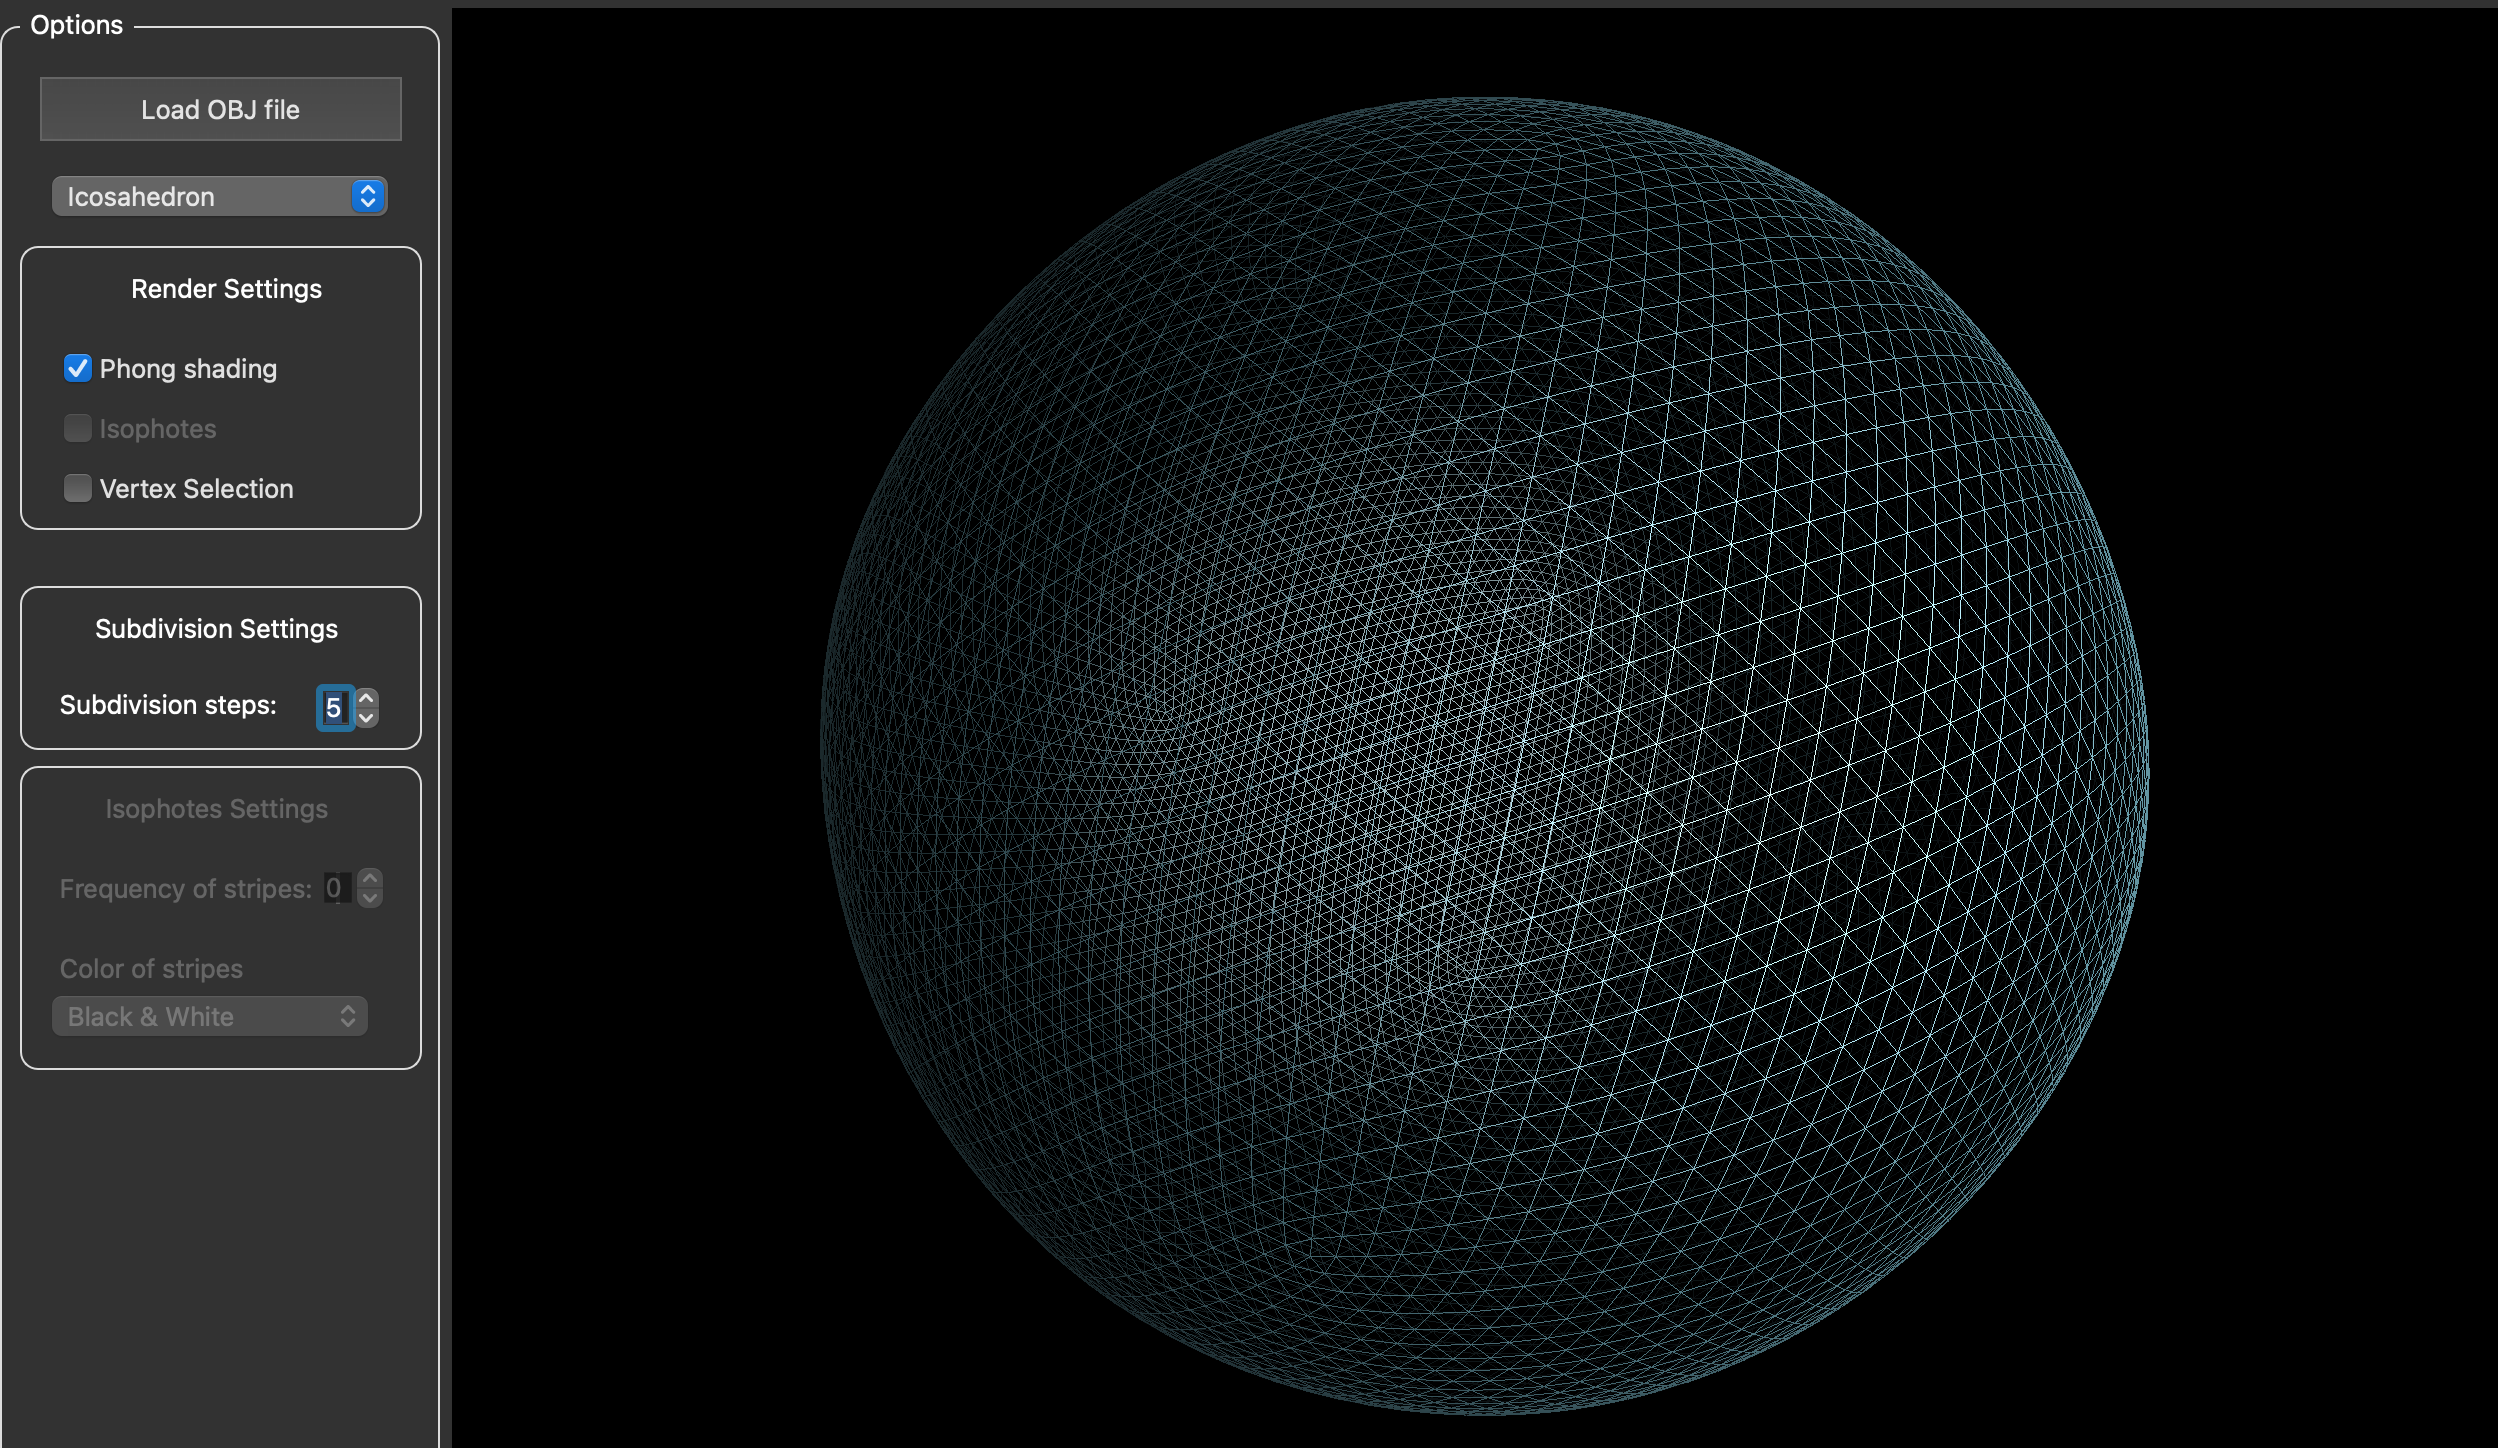 Options
Load OBJ file
Icosahedron
Render Settings
Phong shading
Isophotes
Vertex Selection
Subdivision Settings
Subdivision steps: 5
Isophotes Settings
Frequency of stripes: 0
Color of stripes
Black & White